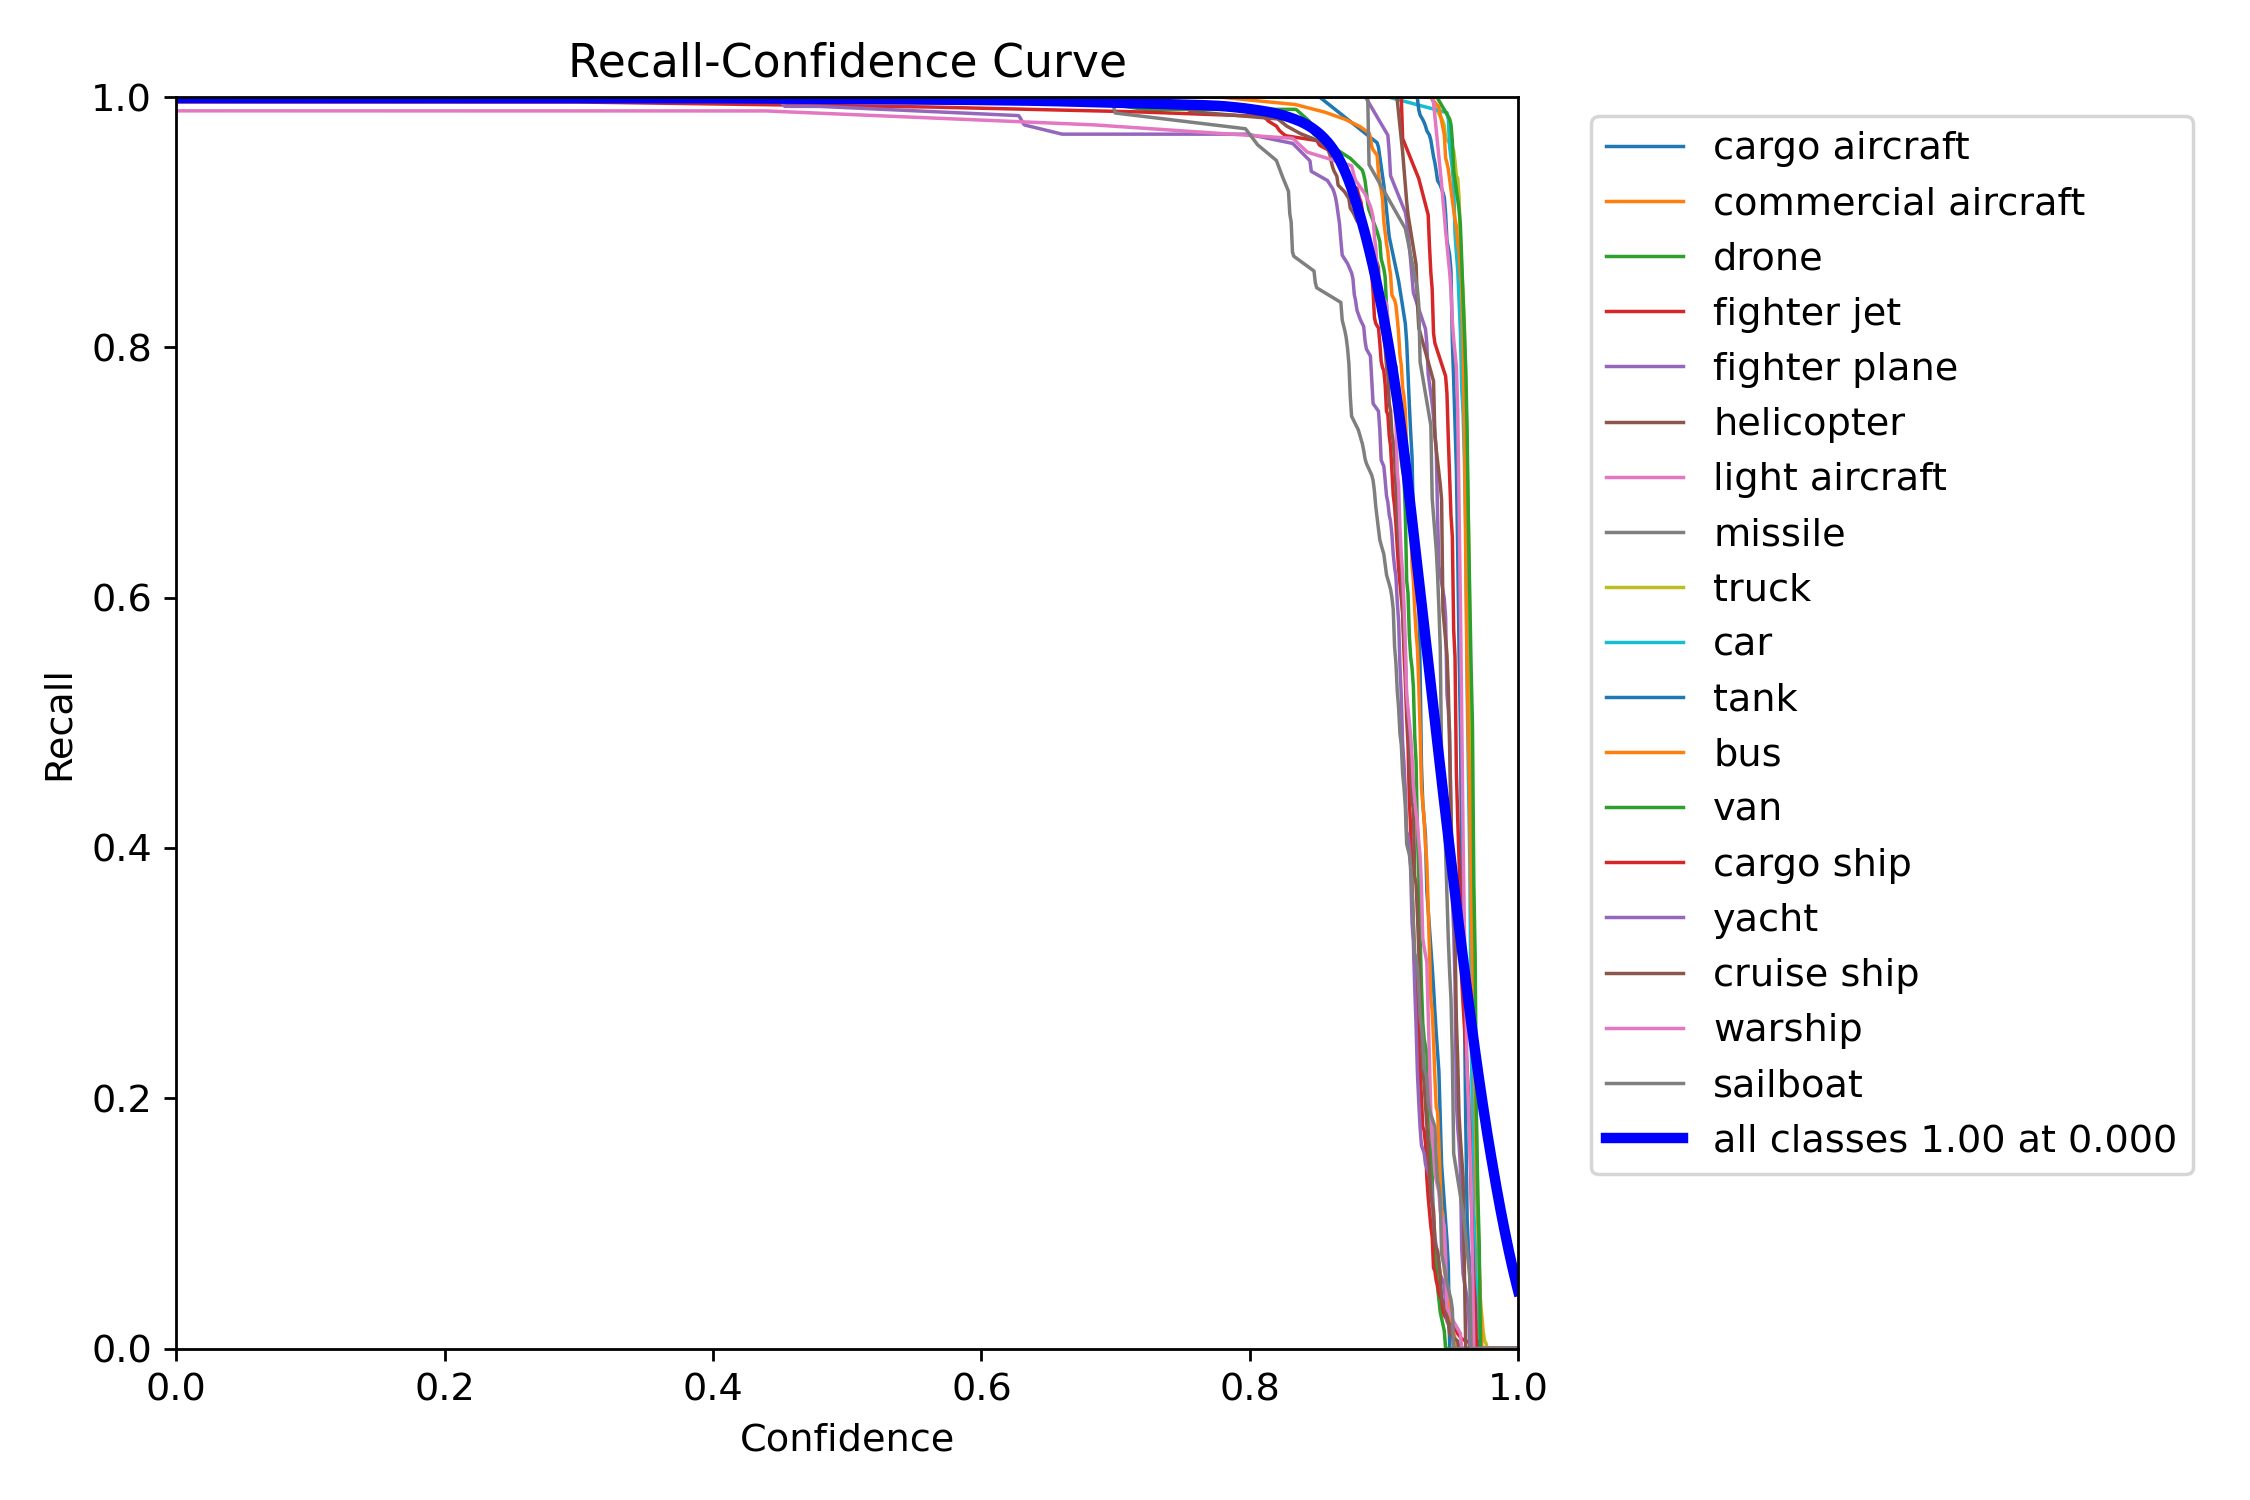 Recall-Confidence Curve
1.0
0.8
0.6
0.4
0.2
0.0
Recall
0.0 0.2 0.4 0.6 0.8 1.0
Confidence
cargo aircraft
commercial aircraft
drone
fighter jet
fighter plane
helicopter
light aircraft
missile
truck
car
tank
bus
van
cargo ship
yacht
cruise ship
warship
sailboat
all classes 1.00 at 0.000